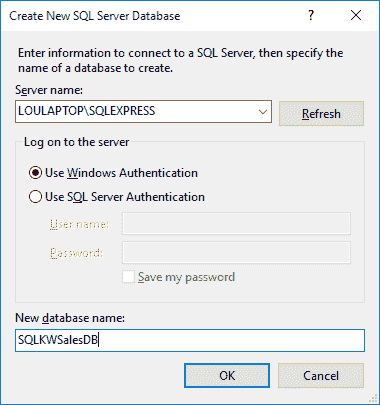 Create New SQL Server Database
Enter information to connect to a SQL Server, then specify the
name of a database to create.
Server name:
LOULAPTOP\SQLEXPRESS
Refresh
Log on to the server
Use Windows Authentication
Use SQL Server Authentication
User name:
Password:
Save my password
New database name:
SQLKWSalesDB
OK
Cancel